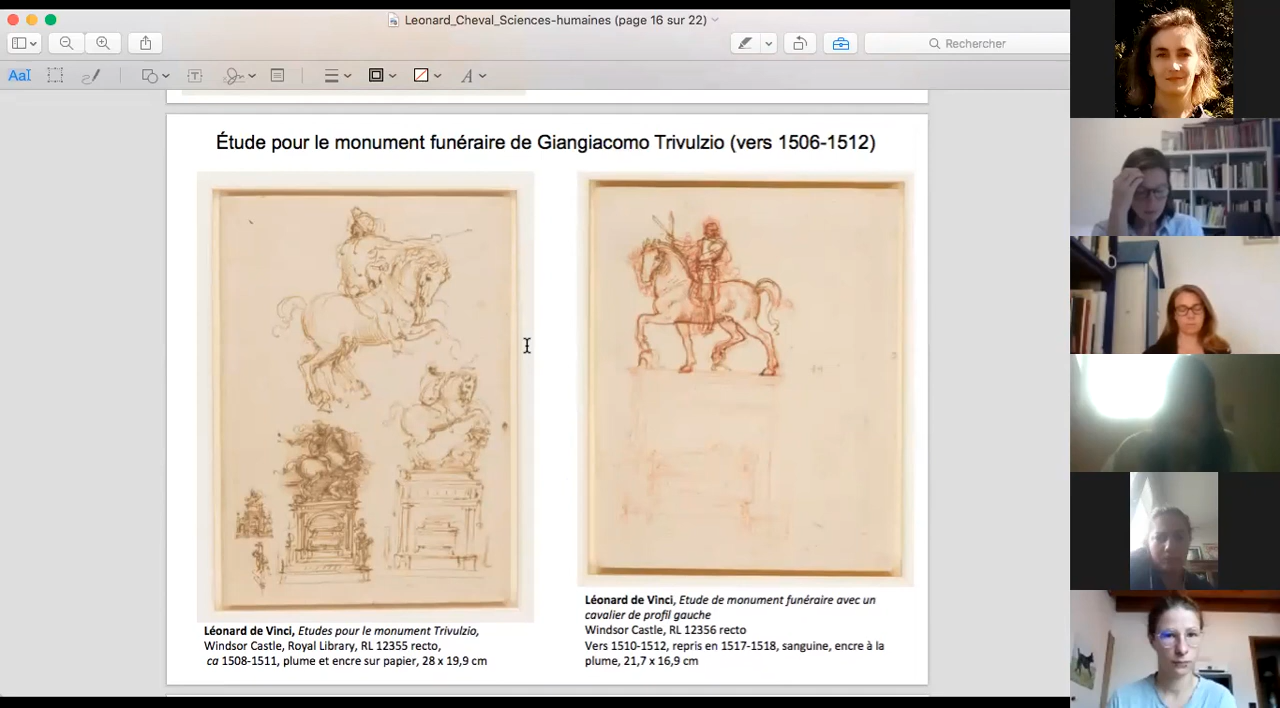 Leonard_Cheval_Sciences-humaines (page 16 sur 22)
Rechercher
AaI
T
A
Étude pour le monument funéraire de Giangiacomo Trivulzio (vers 1506-1512)
Léonard de Vinci, Etudes pour le monument Trivulzio,
Windsor Castle, Royal Library, RL 12355 recto,
ca 1508-1511, plume et encre sur papier, 28 x 19,9 cm
Léonard de Vinci, Etude de monument funéraire avec un
cavalier de profil gauche
Windsor Castle, RL 12356 recto
Vers 1510-1512, repris en 1517-1518, sanguine, encre à la
plume, 21,7 x 16,9 cm